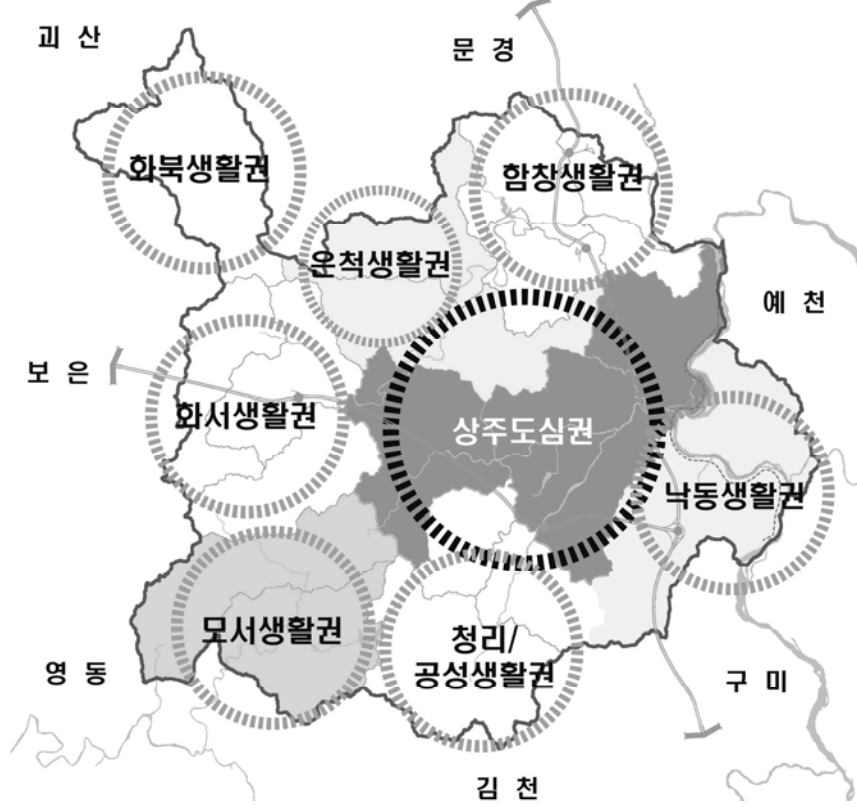 괴 산
문 경
화북생활권
함창생활권
운척생활권
예 천
보 은
화서생활권
상주도심권
낙동생활권
모서생활권
청리/
공성생활권
영 동
구 미
김 천